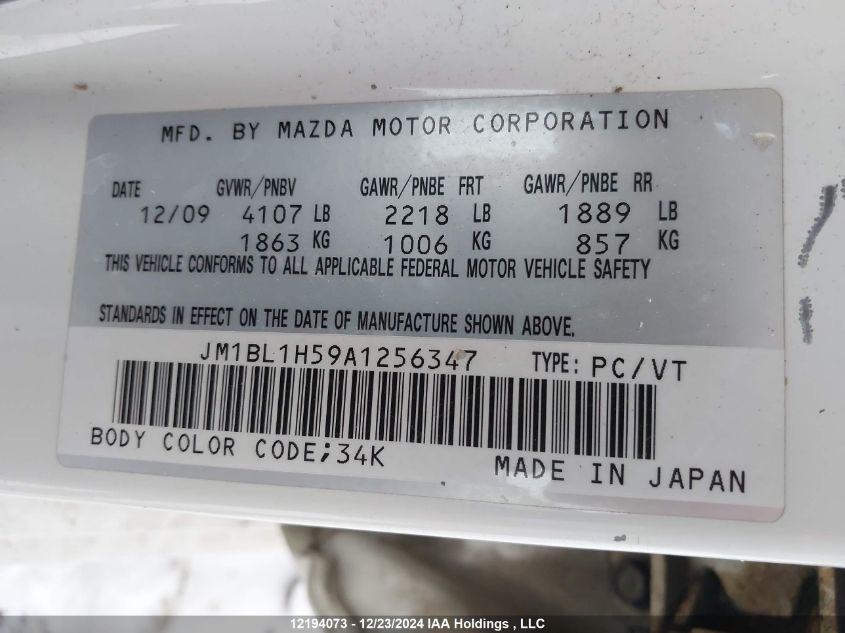 MFD. BY MAZDA MOTOR CORPORATION
DATE GVWR/PNBV GAWR/PNBE FRT GAWR/PNBE RR
12/09 4107 LB 2218 LB 1889 LB
1863 KG 1006 KG 857 KG
THIS VEHICLE CONFORMS TO ALL APPLICABLE FEDERAL MOTOR VEHICLE SAFETY
STANDARDS IN EFFECT ON THE DATE OF MANUFACTURE SHOWN ABOVE.
JM1BL1H59A1256347 TYPE: PC/VT
BODY COLOR CODE;34K
MADE IN JAPAN
12194073 - 12/23/2024 IAA Holdings , LLC